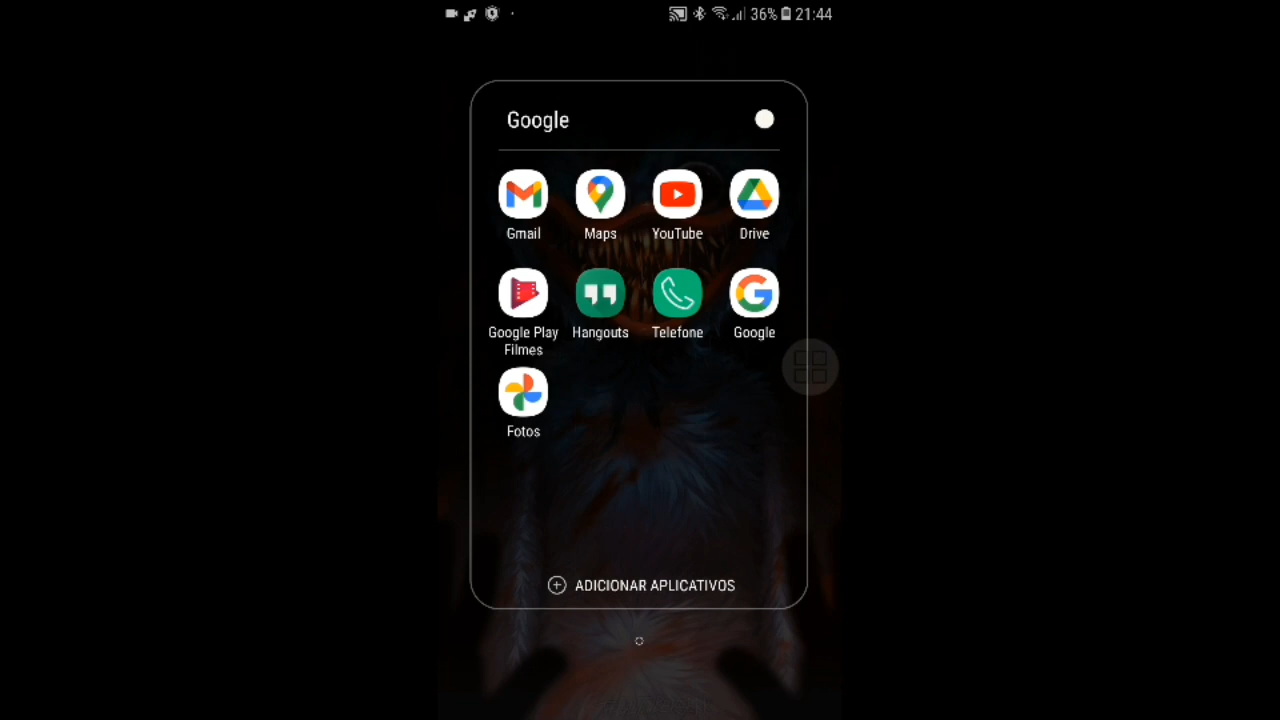 36% 21:44
Google
Gmail Maps YouTube Drive
Google Play Filmes Hangouts Telefone Google
Fotos
ADICIONAR APLICATIVOS